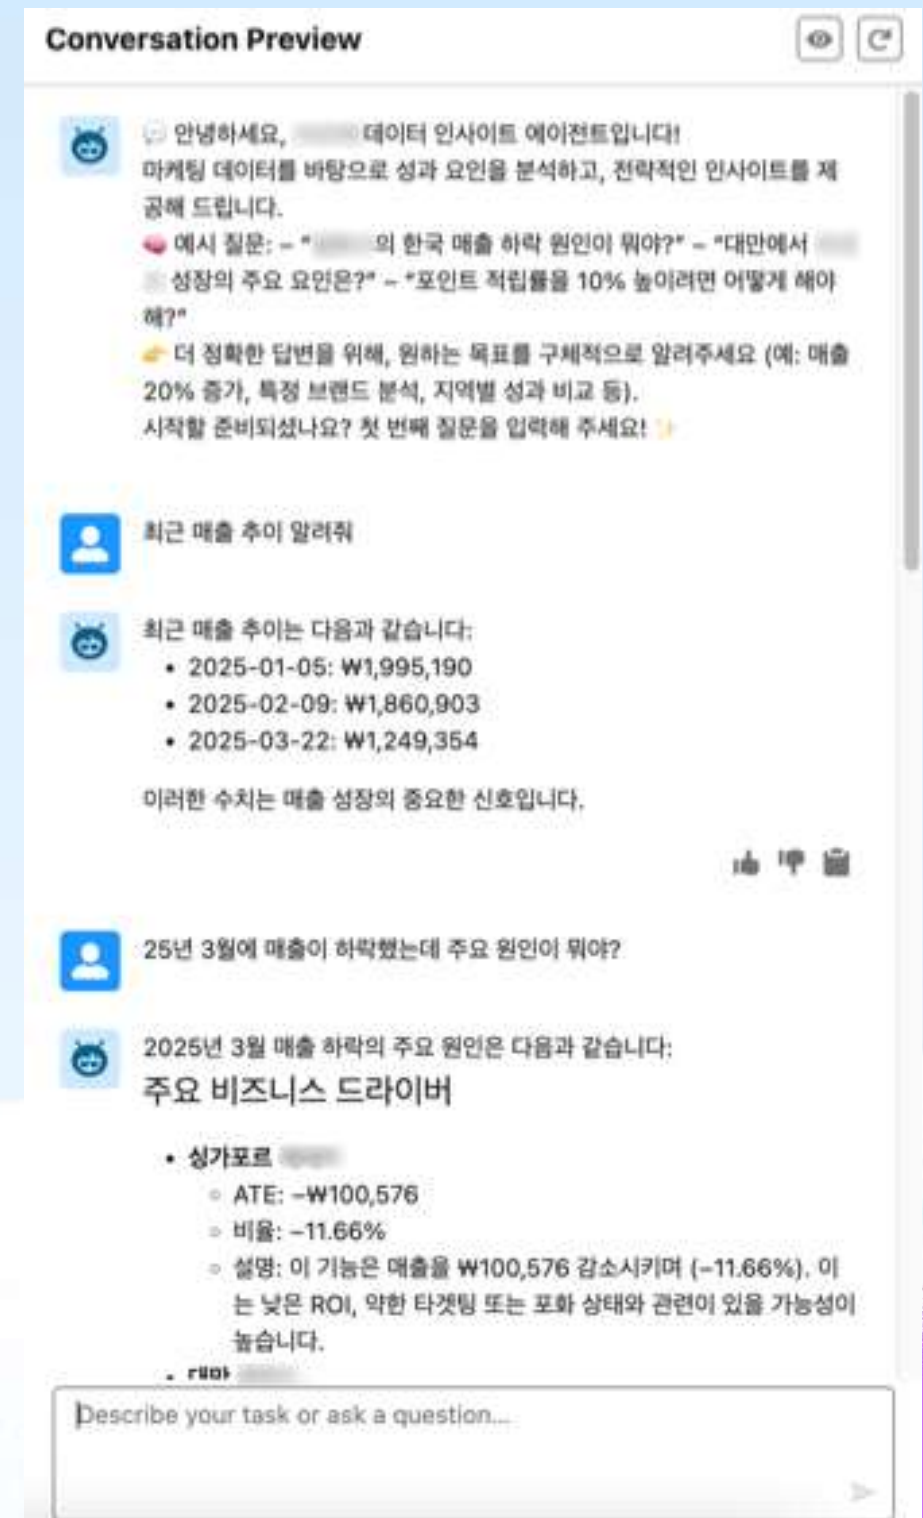 Conversation Preview
안녕하세요, 데이터 인사이트 에이전트입니다!
마케팅 데이터를 바탕으로 성과 요인을 분석하고, 전략적인 인사이트를 제
공해 드립니다.
예시 질문: – "의 한국 매출 하락 원인이 뭐야?" – "대만에서
성장의 주요 요인은?" – "포인트 적립률을 10% 높이려면 어떻게 해야
해?"
👉 더 정확한 답변을 위해, 원하는 목표를 구체적으로 알려주세요 (예: 매출
20% 증가, 특정 브랜드 분석, 지역별 성과 비교 등).
시작할 준비되셨나요? 첫 번째 질문을 입력해 주세요! ✨
최근 매출 추이 알려줘
최근 매출 추이는 다음과 같습니다:
• 2025-01-05: ₩1,995,190
• 2025-02-09: ₩1,860,903
• 2025-03-22: ₩1,249,354
이러한 수치는 매출 성장의 중요한 신호입니다.
25년 3월에 매출이 하락했는데 주요 원인이 뭐야?
2025년 3월 매출 하락의 주요 원인은 다음과 같습니다:
주요 비즈니스 드라이버
• 싱가포르
◦ ATE: –₩100,576
◦ 비율: –11.66%
◦ 설명: 이 기능은 매출을 ₩100,576 감소시키며 (–11.66%). 이
는 낮은 ROI, 약한 타겟팅 또는 포화 상태와 관련이 있을 가능성이
높습니다.
Describe your task or ask a question...